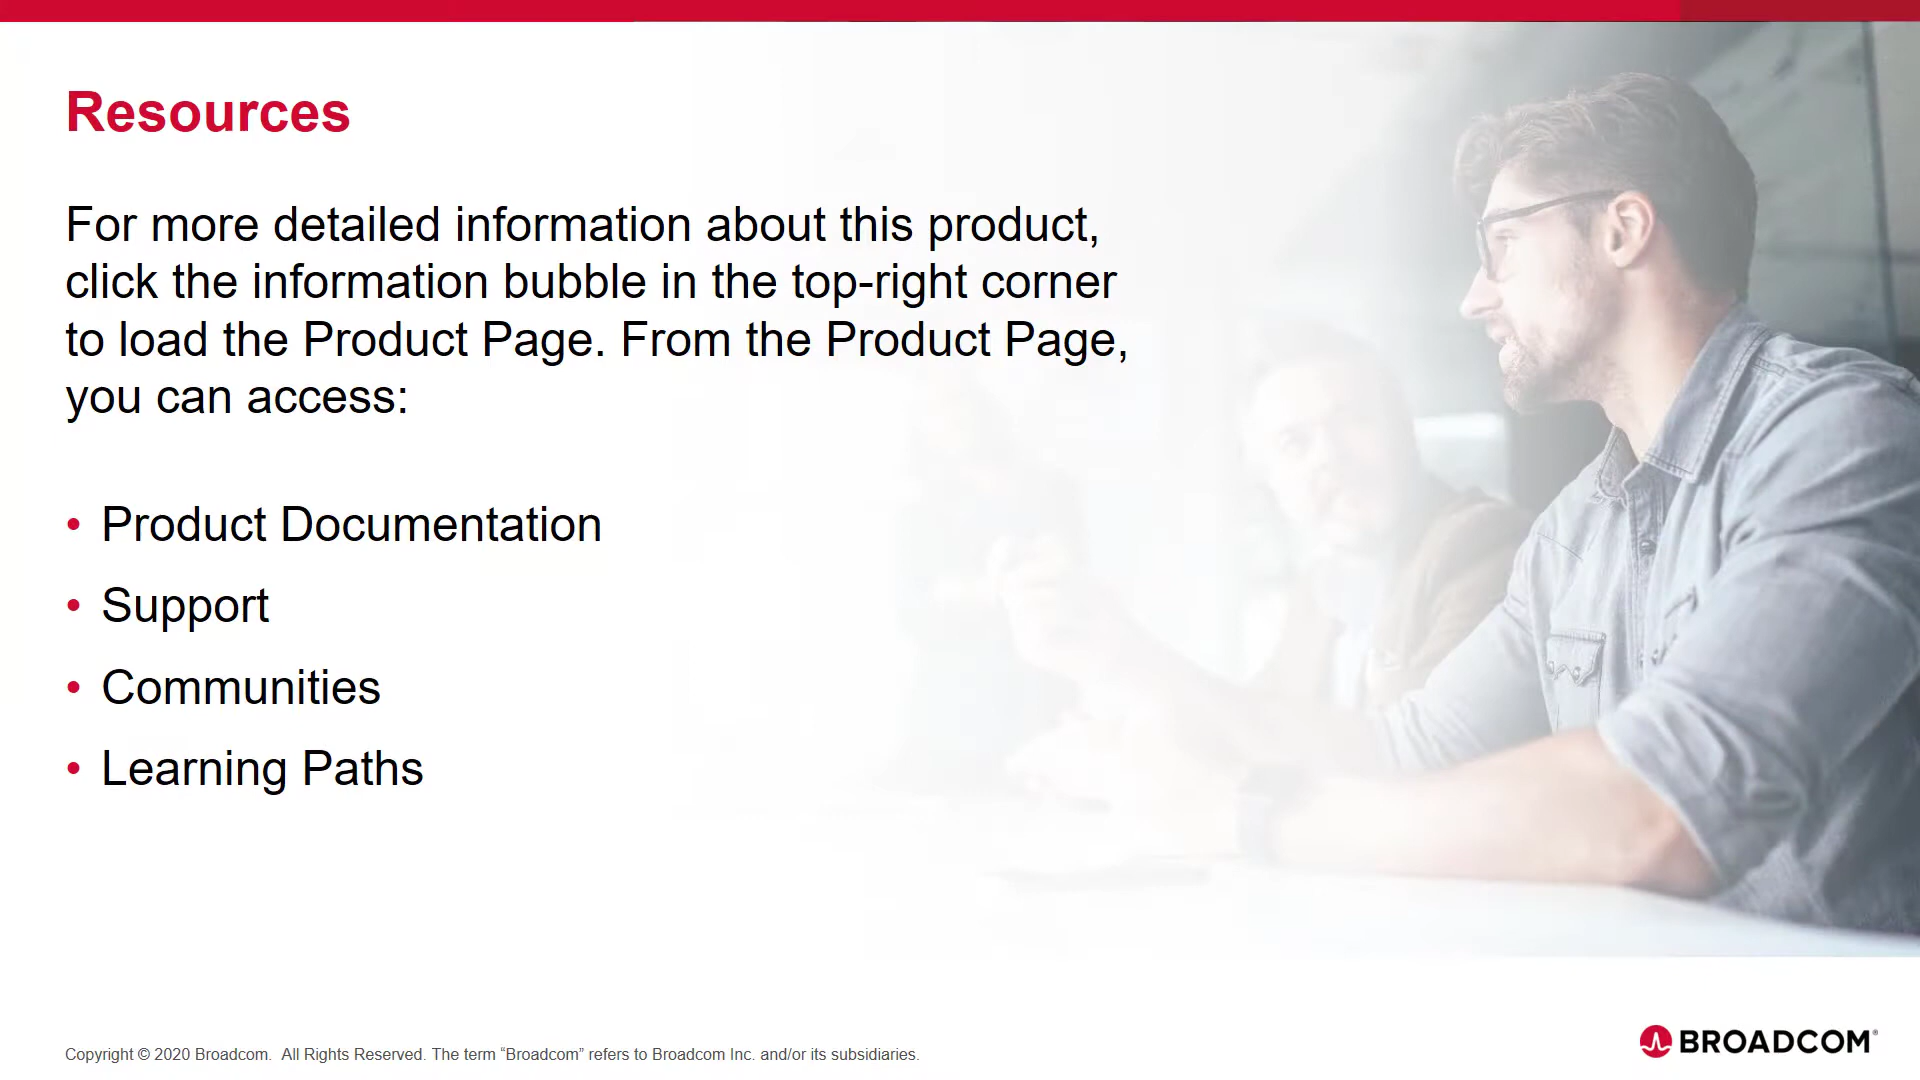 Resources
For more detailed information about this product,
click the information bubble in the top-right corner
to load the Product Page. From the Product Page,
you can access:
• Product Documentation
• Support
• Communities
• Learning Paths
Copyright © 2020 Broadcom.  All Rights Reserved. The term “Broadcom” refers to Broadcom Inc. and/or its subsidiaries.
BROADCOM®